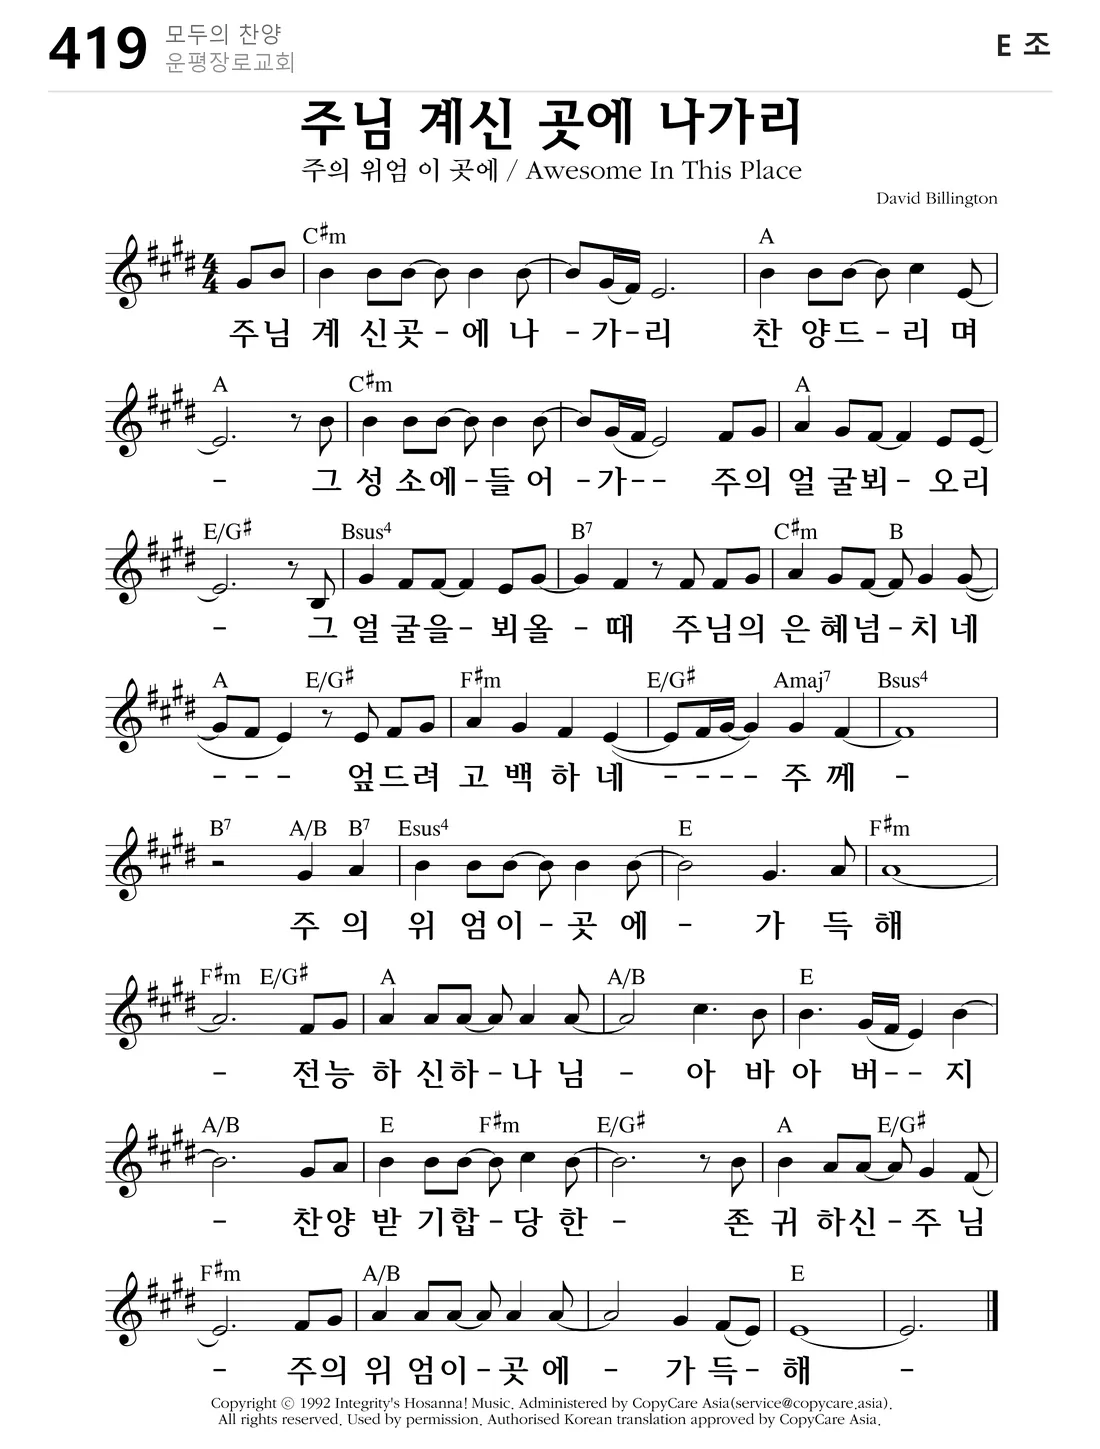 419 모두의 찬양
운평장로교회
E 조
주님 계신 곳에 나가리
주의 위엄 이 곳에 / Awesome In This Place
David Billington
C♯m A
주님 계 신곳 - 에 나 - 가-리 찬 양드 - 리 며
A C♯m A
- 그 성 소에-들 어 -가-- 주의 얼 굴뵈- 오리
E/G♯ Bsus4 B7 C♯m B
- 그 얼 굴을- 뵈올 - 때 주님의 은 혜넘-치 네
A E/G♯ F♯m E/G♯ Amaj7 Bsus4
- - - 엎드려 고 백 하 네 - - - - 주 께 -
B7 A/B B7 Esus4 E F♯m
주 의 위 엄이 - 곳 에 - 가 득 해
F♯m E/G♯ A A/B E
- 전능 하 신하 - 나 님 - 아 바 아 버-- 지
A/B E F♯m E/G♯ A E/G♯
- 찬양 받 기합 - 당 한 - 존 귀 하신 - 주 님
F♯m A/B E
- 주의 위 엄이 - 곳 에 - 가 득- 해 -
Copyright ⓒ 1992 Integrity's Hosanna! Music. Administered by CopyCare Asia(service@copycare.asia).
All rights reserved. Used by permission. Authorised Korean translation approved by CopyCare Asia.